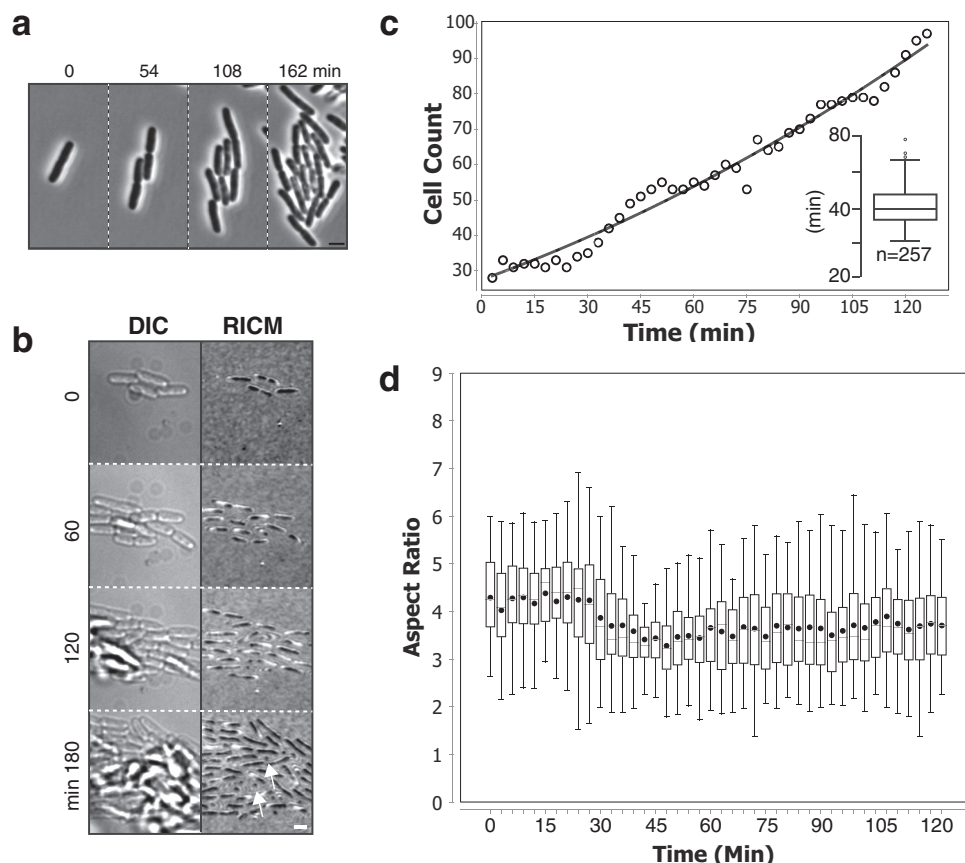 a
0 54 108 162 min
b
DIC RICM
0
60
120
min 180
c
Cell Count
100
90
80
70
60
50
40
30
0 15 30 45 60 75 90 105 120
Time (min)
(min)
80
40
20
n=257
d
Aspect Ratio
9
8
7
6
5
4
3
2
1
0
0 15 30 45 60 75 90 105 120
Time (Min)